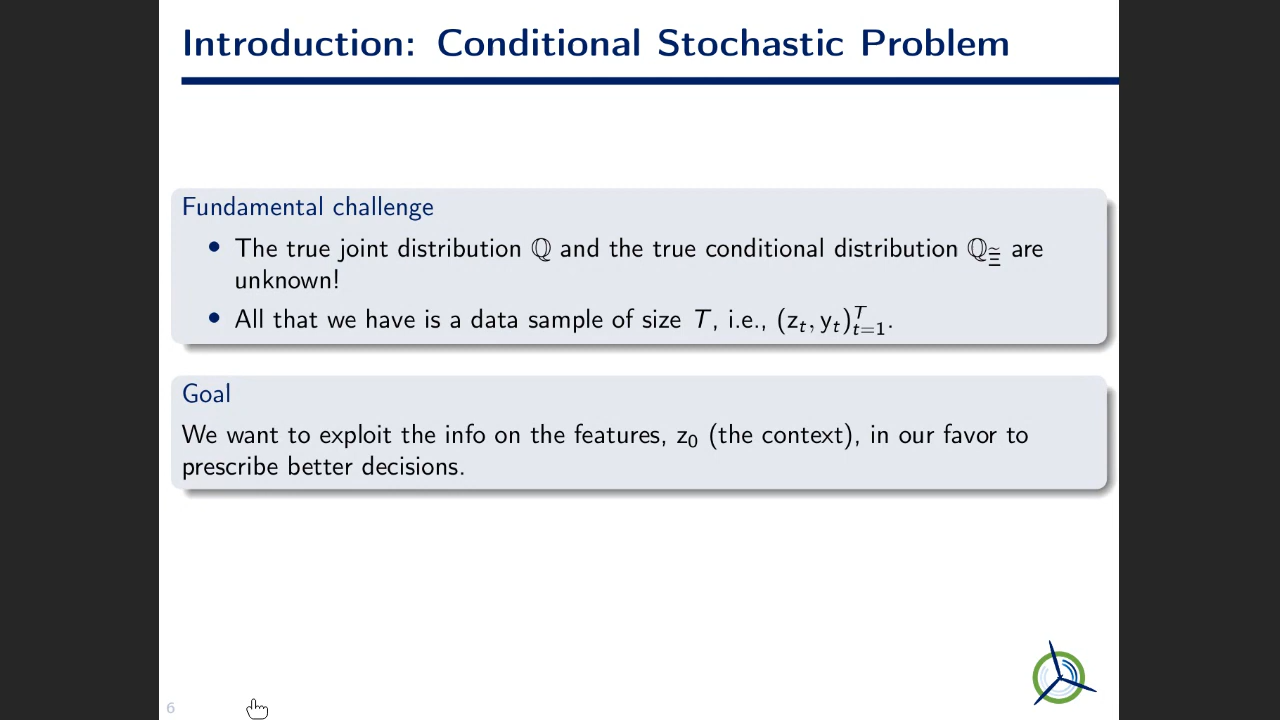 Introduction: Conditional Stochastic Problem
Fundamental challenge
• The true joint distribution ℚ and the true conditional distribution ℚ_Ξ̃ are
unknown!
• All that we have is a data sample of size T, i.e., (z_t, y_t)_{t=1}^T.
Goal
We want to exploit the info on the features, z_0 (the context), in our favor to
prescribe better decisions.
6